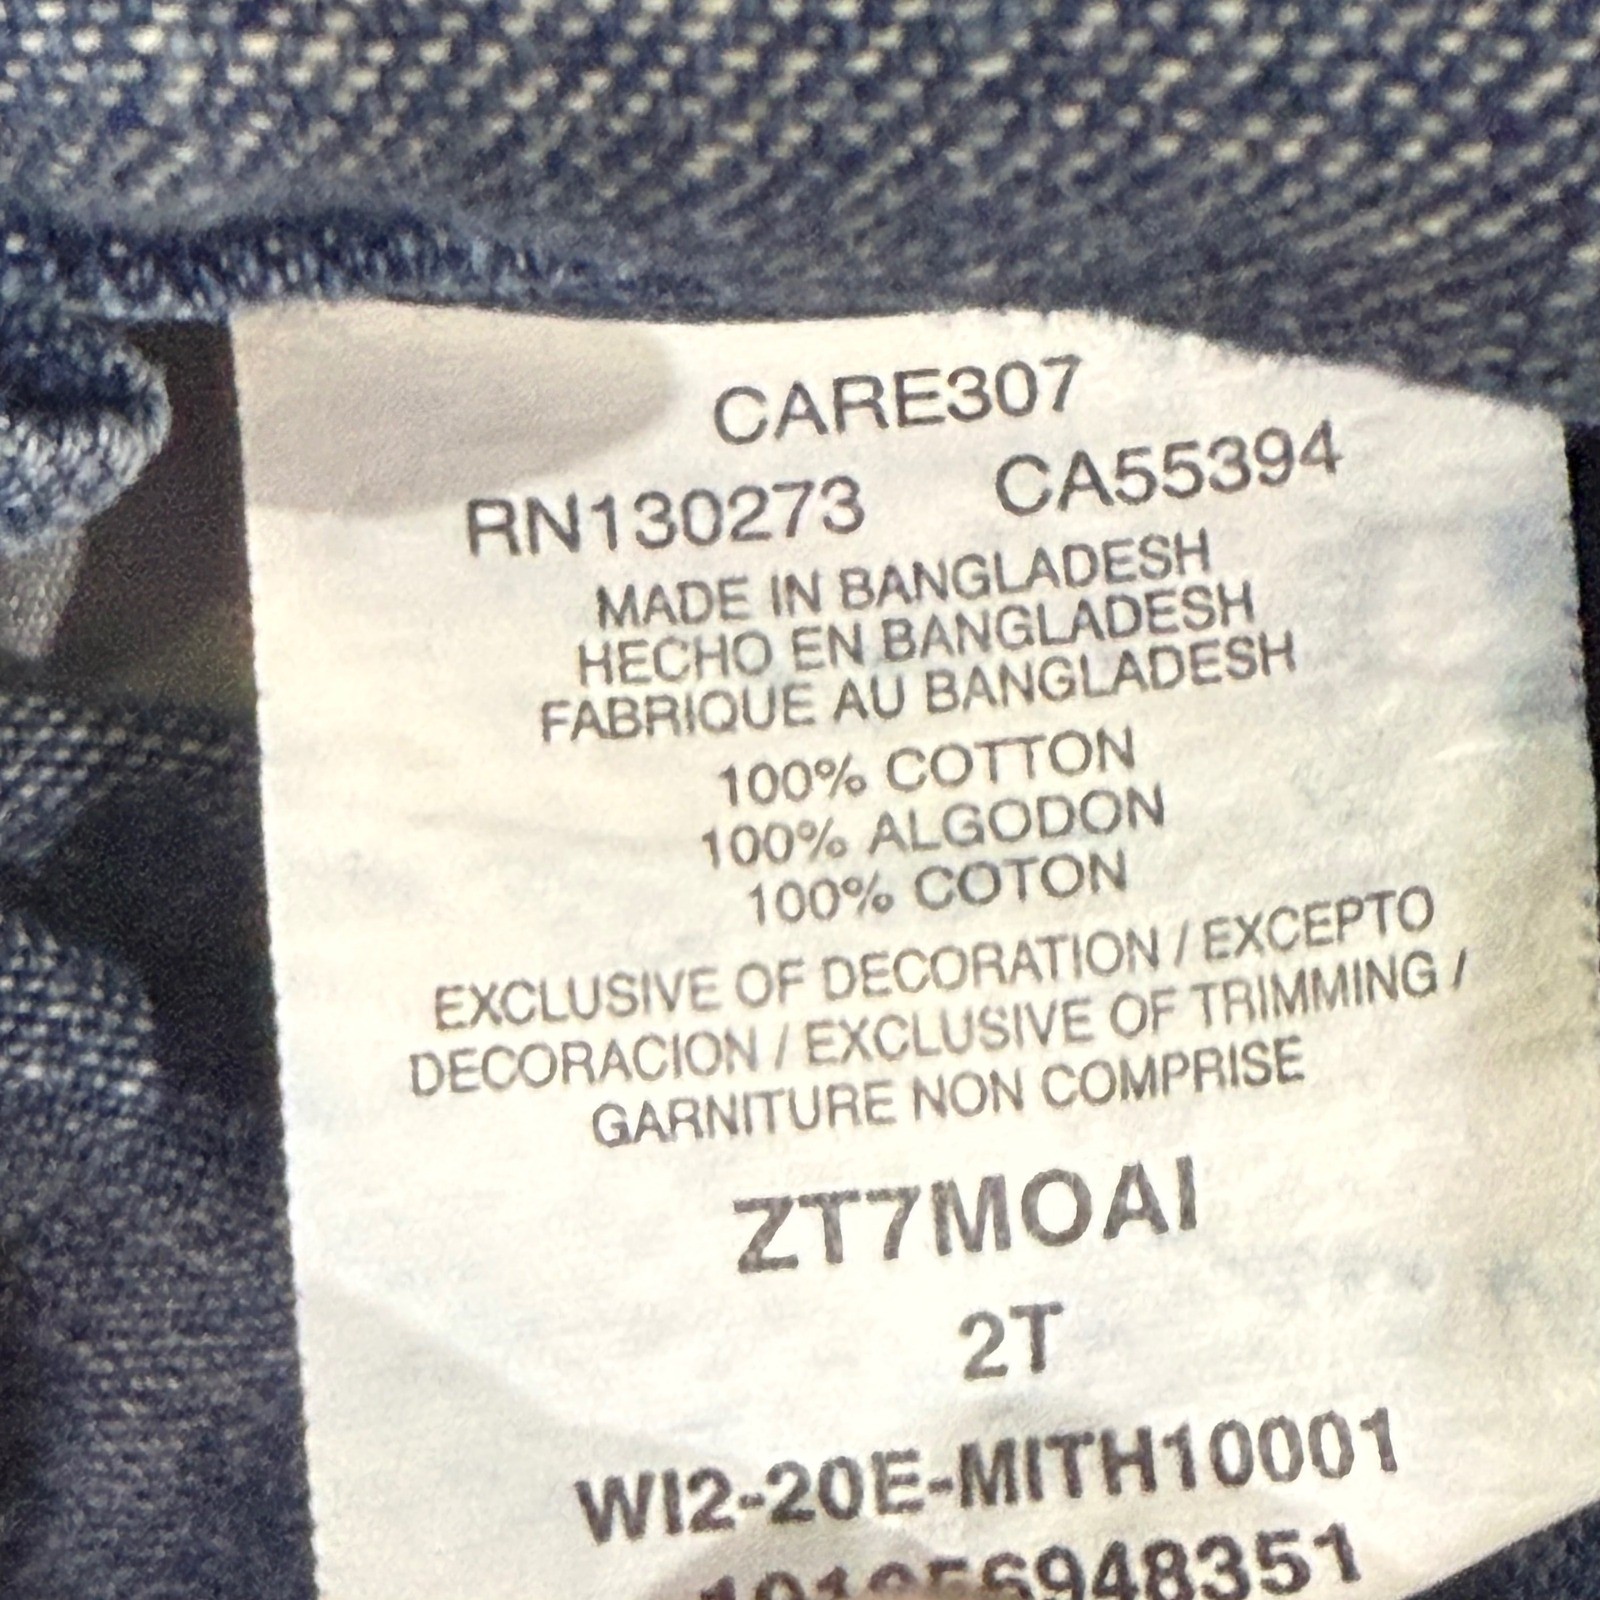 CARE307
RN130273 CA55394
MADE IN BANGLADESH
HECHO EN BANGLADESH
FABRIQUE AU BANGLADESH
100% COTTON
100% ALGODON
100% COTON
EXCLUSIVE OF DECORATION / EXCEPTO
DECORACION / EXCLUSIVE OF TRIMMING /
GARNITURE NON COMPRISE
ZT7MOAI
2T
WI2-20E-MITH10001